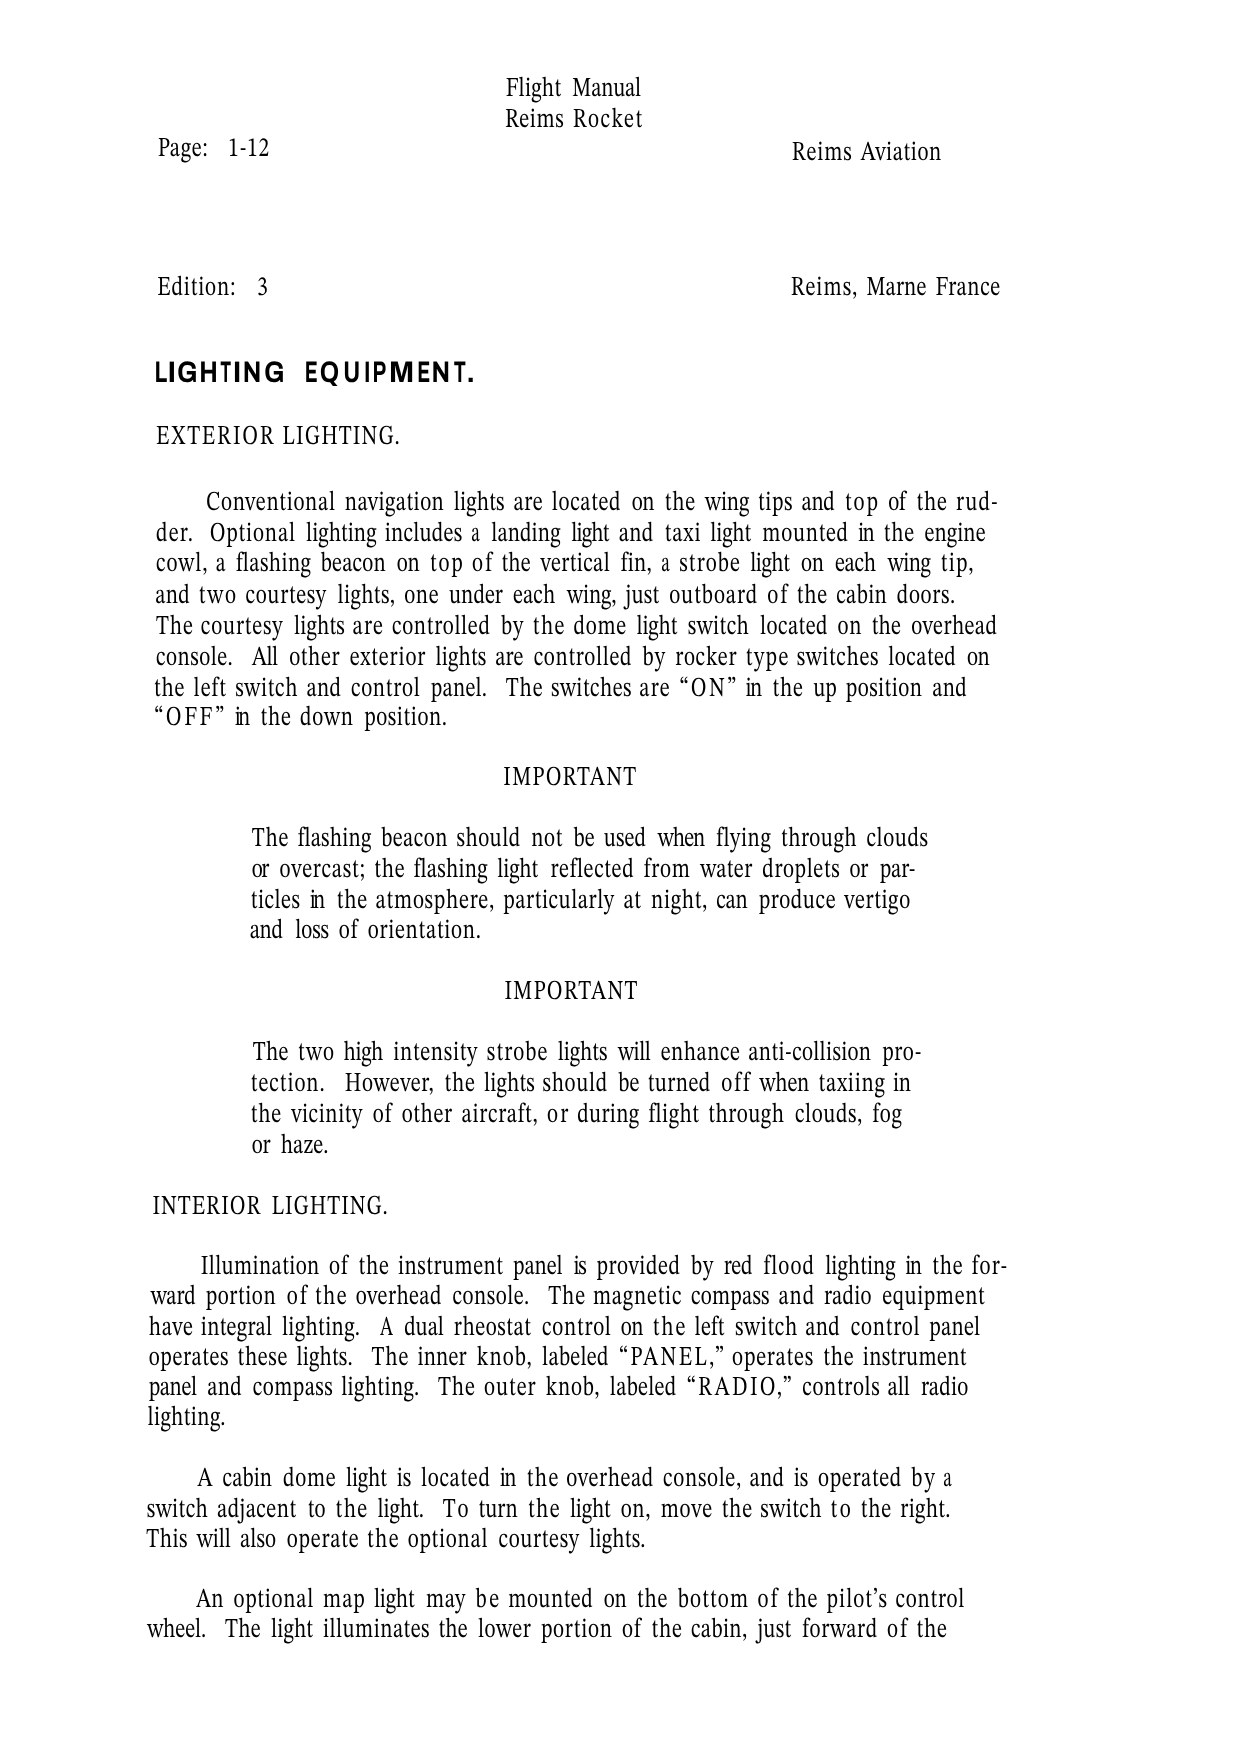 Flight Manual
Reims Rocket
Page: 1-12
Reims Aviation
Edition: 3
Reims, Marne France
LIGHTING EQUIPMENT.
EXTERIOR LIGHTING.
Conventional navigation lights are located on the wing tips and top of the rud-
der. Optional lighting includes a landing light and taxi light mounted in the engine
cowl, a flashing beacon on top of the vertical fin, a strobe light on each wing tip,
and two courtesy lights, one under each wing, just outboard of the cabin doors.
The courtesy lights are controlled by the dome light switch located on the overhead
console. All other exterior lights are controlled by rocker type switches located on
the left switch and control panel. The switches are “ON” in the up position and
“OFF” in the down position.
IMPORTANT
The flashing beacon should not be used when flying through clouds
or overcast; the flashing light reflected from water droplets or par-
ticles in the atmosphere, particularly at night, can produce vertigo
and loss of orientation.
IMPORTANT
The two high intensity strobe lights will enhance anti-collision pro-
tection. However, the lights should be turned off when taxiing in
the vicinity of other aircraft, or during flight through clouds, fog
or haze.
INTERIOR LIGHTING.
Illumination of the instrument panel is provided by red flood lighting in the for-
ward portion of the overhead console. The magnetic compass and radio equipment
have integral lighting. A dual rheostat control on the left switch and control panel
operates these lights. The inner knob, labeled “PANEL,” operates the instrument
panel and compass lighting. The outer knob, labeled “RADIO,” controls all radio
lighting.
A cabin dome light is located in the overhead console, and is operated by a
switch adjacent to the light. To turn the light on, move the switch to the right.
This will also operate the optional courtesy lights.
An optional map light may be mounted on the bottom of the pilot’s control
wheel. The light illuminates the lower portion of the cabin, just forward of the